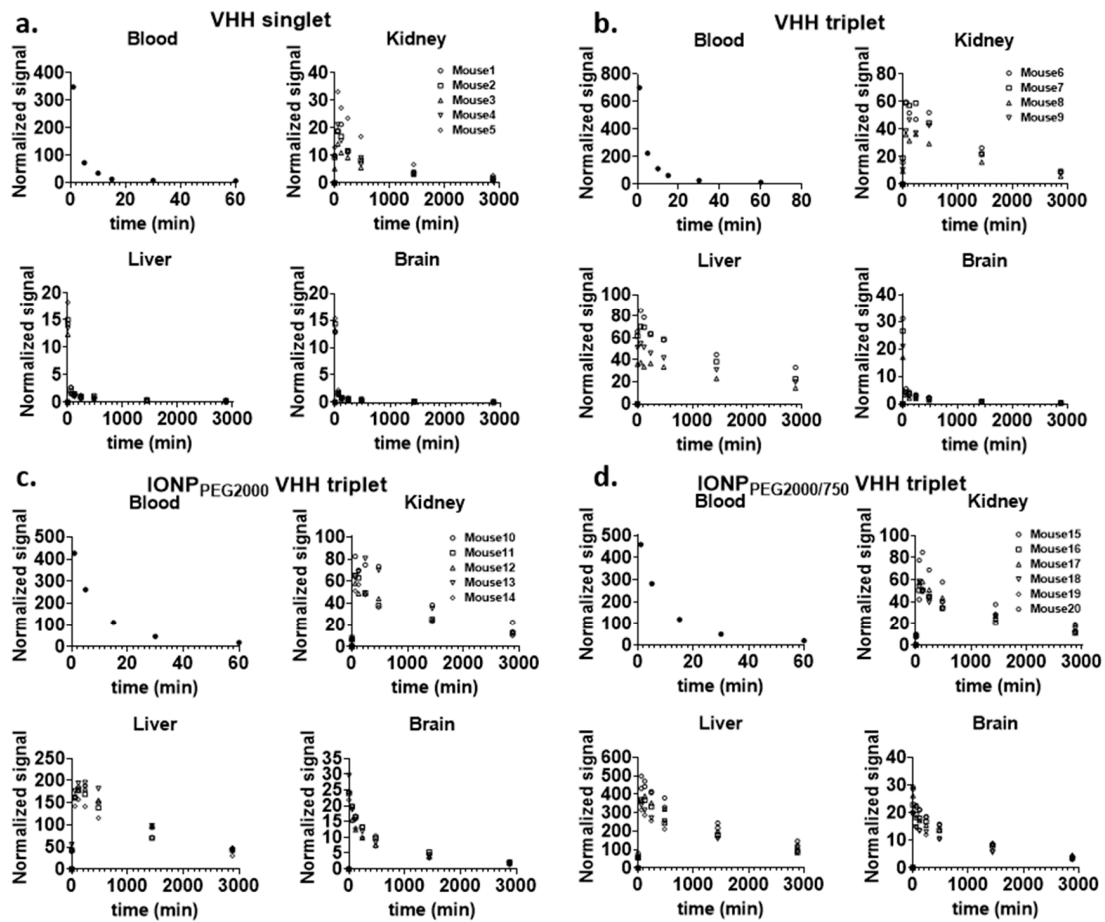 a.
VHH singlet
Blood
Normalized signal
400
300
200
100
0
0 20 40 60
time (min)
Kidney
Normalized signal
40
30
20
10
0
0 1000 2000 3000
time (min)
Mouse1
Mouse2
Mouse3
Mouse4
Mouse5
Liver
Normalized signal
20
15
10
5
0
0 1000 2000 3000
time (min)
Brain
Normalized signal
20
15
10
5
0
0 1000 2000 3000
time (min)
b.
VHH triplet
Blood
Normalized signal
800
600
400
200
0
0 20 40 60 80
time (min)
Kidney
Normalized signal
80
60
40
20
0
0 1000 2000 3000
time (min)
Mouse6
Mouse7
Mouse8
Mouse9
Liver
Normalized signal
100
80
60
40
20
0
0 1000 2000 3000
time (min)
Brain
Normalized signal
40
30
20
10
0
0 1000 2000 3000
time (min)
c.
IONPPEG2000 VHH triplet
Blood
Normalized signal
500
400
300
200
100
0
0 20 40 60
time (min)
Kidney
Normalized signal
100
80
60
40
20
0
0 1000 2000 3000
time (min)
Mouse10
Mouse11
Mouse12
Mouse13
Mouse14
Liver
Normalized signal
250
200
150
100
50
0
0 1000 2000 3000
time (min)
Brain
Normalized signal
35
30
25
20
15
10
5
0
0 1000 2000 3000
time (min)
d.
IONPPEG2000/750 VHH triplet
Blood
Normalized signal
500
400
300
200
100
0
0 20 40 60
time (min)
Kidney
Normalized signal
100
80
60
40
20
0
0 1000 2000 3000
time (min)
Mouse15
Mouse16
Mouse17
Mouse18
Mouse19
Mouse20
Liver
Normalized signal
600
500
400
300
200
100
0
0 1000 2000 3000
time (min)
Brain
Normalized signal
40
30
20
10
0
0 1000 2000 3000
time (min)